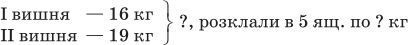 I вишня — 16 кг
II вишня — 19 кг } ?, розклали в 5 ящ. по ? кг